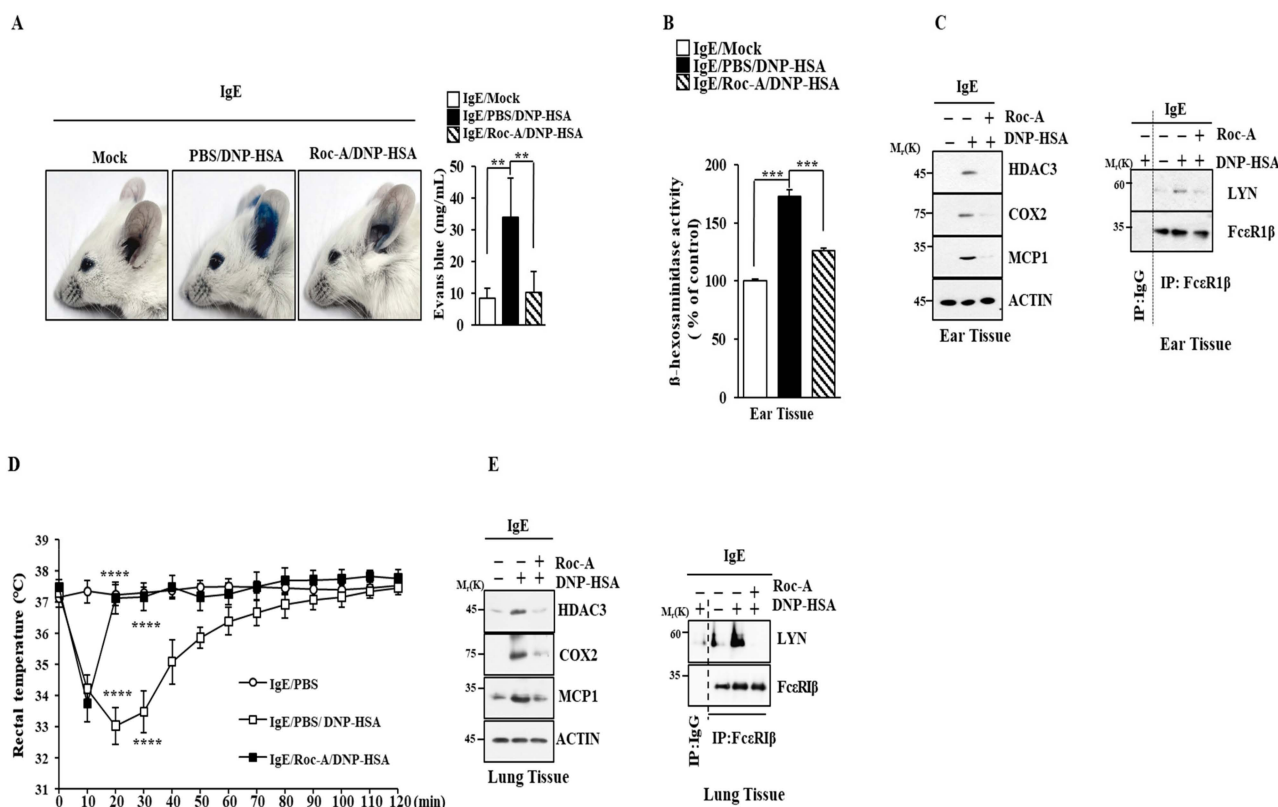 A
IgE
Mock
PBS/DNP-HSA
Roc-A/DNP-HSA
IgE/Mock
IgE/PBS/DNP-HSA
IgE/Roc-A/DNP-HSA
** **
Evans blue (mg/mL)
50
40
30
20
10
0
B
IgE/Mock
IgE/PBS/DNP-HSA
IgE/Roc-A/DNP-HSA
*** ***
ß-hexosaminidase activity
( % of control)
200
150
100
50
0
Ear Tissue
C
IgE
− − + Roc-A
− + + DNP-HSA
Mr(K)
45 HDAC3
75 COX2
35 MCP1
45 ACTIN
Ear Tissue
IgE
− − + Roc-A
+ − + + DNP-HSA
Mr(K)
60 LYN
35 FcεR1β
IP:IgG
IP: FcεR1β
Ear Tissue
D
Rectal temperature (°C)
39
38
37
36
35
34
33
32
31
****
****
****
****
IgE/PBS
IgE/PBS/ DNP-HSA
IgE/Roc-A/DNP-HSA
0 10 20 30 40 50 60 70 80 90 100 110 120 (min)
E
IgE
− − + Roc-A
− + + DNP-HSA
Mr(K)
45 HDAC3
75 COX2
35 MCP1
45 ACTIN
Lung Tissue
IgE
− − + Roc-A
+ − + + DNP-HSA
Mr(K)
60 LYN
35 FcεRIβ
IP:IgG
IP:FcεRIβ
Lung Tissue